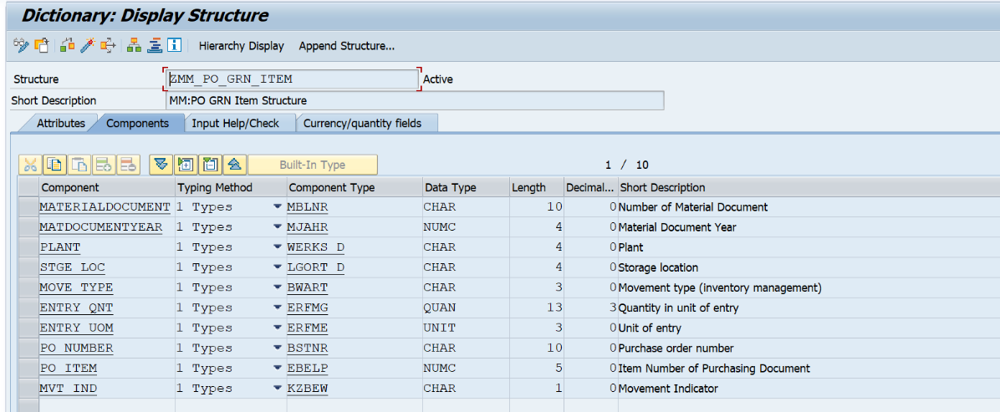 Dictionary: Display Structure
Hierarchy Display Append Structure...
Structure ZMM_PO_GRN_ITEM Active
Short Description MM:PO GRN Item Structure
Attributes Components Input Help/Check Currency/quantity fields
Built-In Type 1 / 10
Component Typing Method Component Type Data Type Length Decimal... Short Description
MATERIALDOCUMENT 1 Types MBLNR CHAR 10 0 Number of Material Document
MATDOCUMENTYEAR 1 Types MJAHR NUMC 4 0 Material Document Year
PLANT 1 Types WERKS_D CHAR 4 0 Plant
STGE_LOC 1 Types LGORT_D CHAR 4 0 Storage location
MOVE_TYPE 1 Types BWART CHAR 3 0 Movement type (inventory management)
ENTRY_QNT 1 Types ERFMG QUAN 13 3 Quantity in unit of entry
ENTRY_UOM 1 Types ERFME UNIT 3 0 Unit of entry
PO_NUMBER 1 Types BSTNR CHAR 10 0 Purchase order number
PO_ITEM 1 Types EBELP NUMC 5 0 Item Number of Purchasing Document
MVT_IND 1 Types KZBEW CHAR 1 0 Movement Indicator